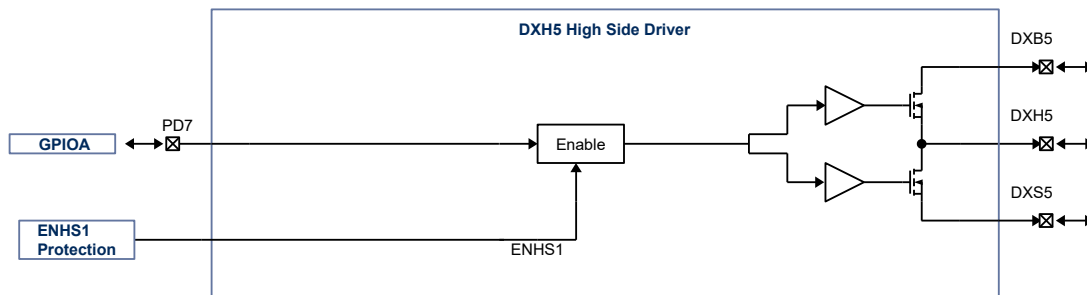 DXH5 High Side Driver
DXB5
PD7
GPIOA
Enable
DXH5
DXS5
ENHS1
Protection
ENHS1